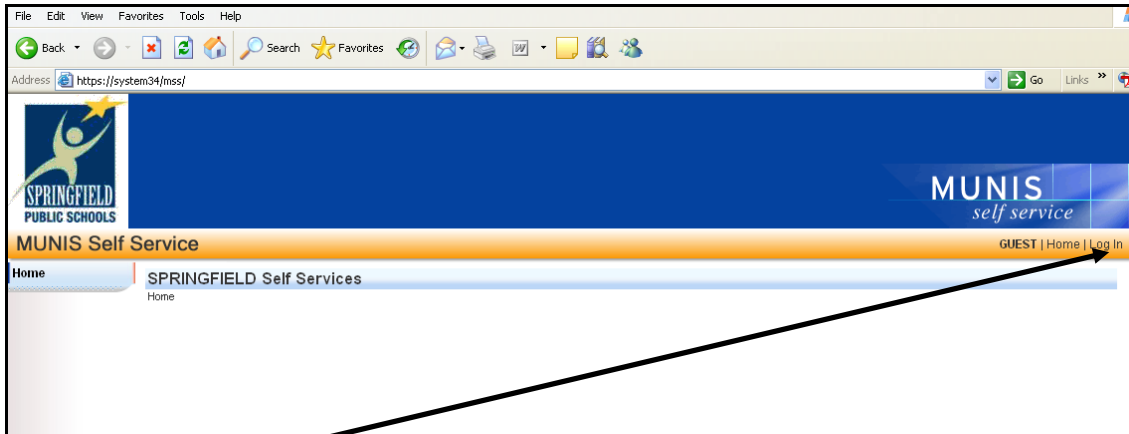 File Edit View Favorites Tools Help
Back Search Favorites
Address https://system34/mss/ Go Links »
SPRINGFIELD
PUBLIC SCHOOLS
MUNIS
self service
MUNIS Self Service GUEST | Home | Log In
Home
SPRINGFIELD Self Services
Home